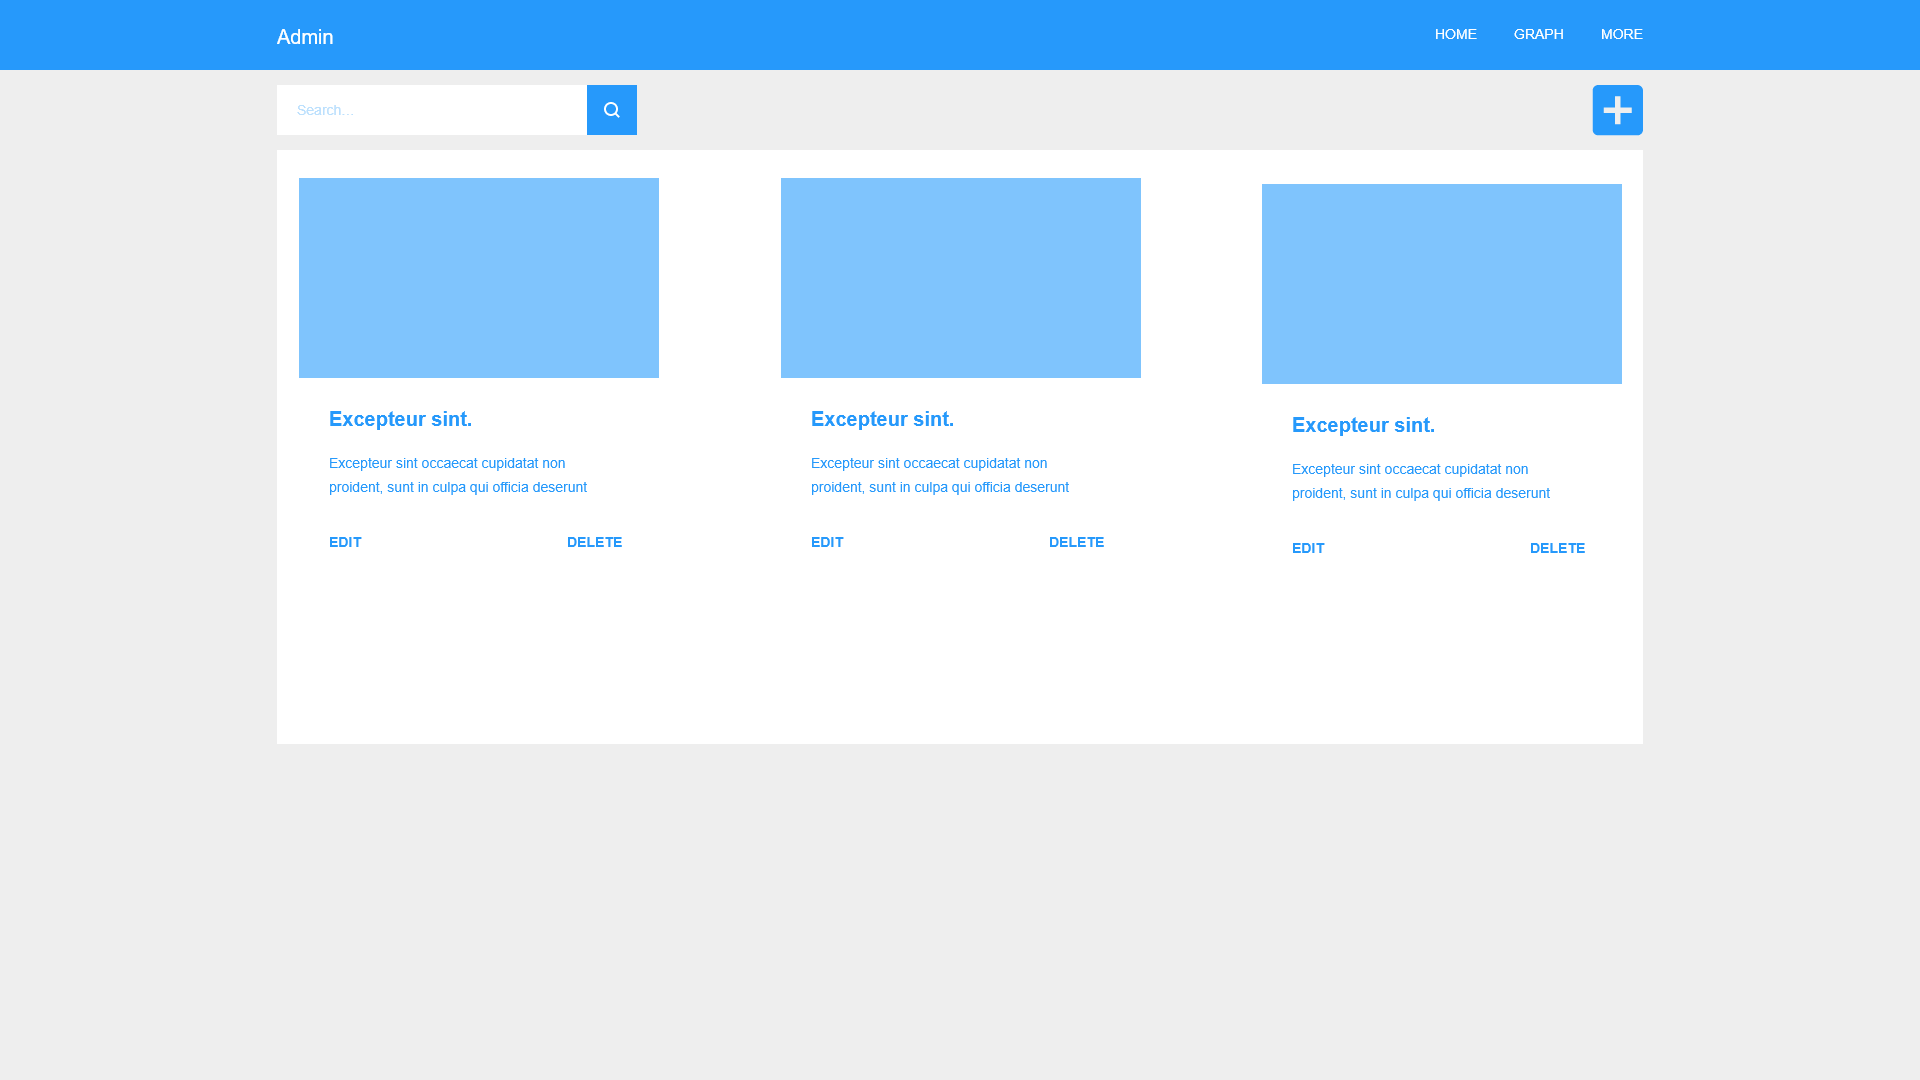 Admin
HOME GRAPH MORE
Search...
Excepteur sint.
Excepteur sint occaecat cupidatat non
proident, sunt in culpa qui officia deserunt
EDIT DELETE
Excepteur sint.
Excepteur sint occaecat cupidatat non
proident, sunt in culpa qui officia deserunt
EDIT DELETE
Excepteur sint.
Excepteur sint occaecat cupidatat non
proident, sunt in culpa qui officia deserunt
EDIT DELETE